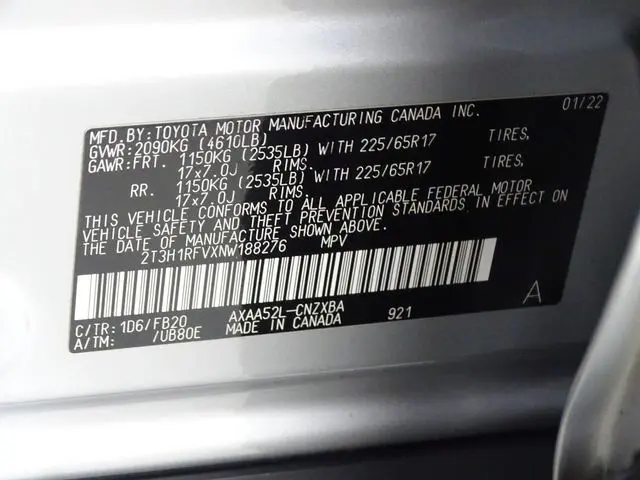 MFD.BY:TOYOTA MOTOR MANUFACTURING CANADA INC. 01/22
GVWR:2090KG (4610LB)
GAWR:FRT. 1150KG (2535LB) WITH 225/65R17 TIRES,
17x7.0J RIMS.
RR. 1150KG (2535LB) WITH 225/65R17 TIRES,
17x7.0J RIMS.
THIS VEHICLE CONFORMS TO ALL APPLICABLE FEDERAL MOTOR
VEHICLE SAFETY AND THEFT PREVENTION STANDARDS IN EFFECT ON
THE DATE OF MANUFACTURE SHOWN ABOVE.
2T3H1RFVXNW188276 MPV
C/TR:1D6/FB20 AXAA52L-CNZXBA 921 A
A/TM: /UB80E MADE IN CANADA